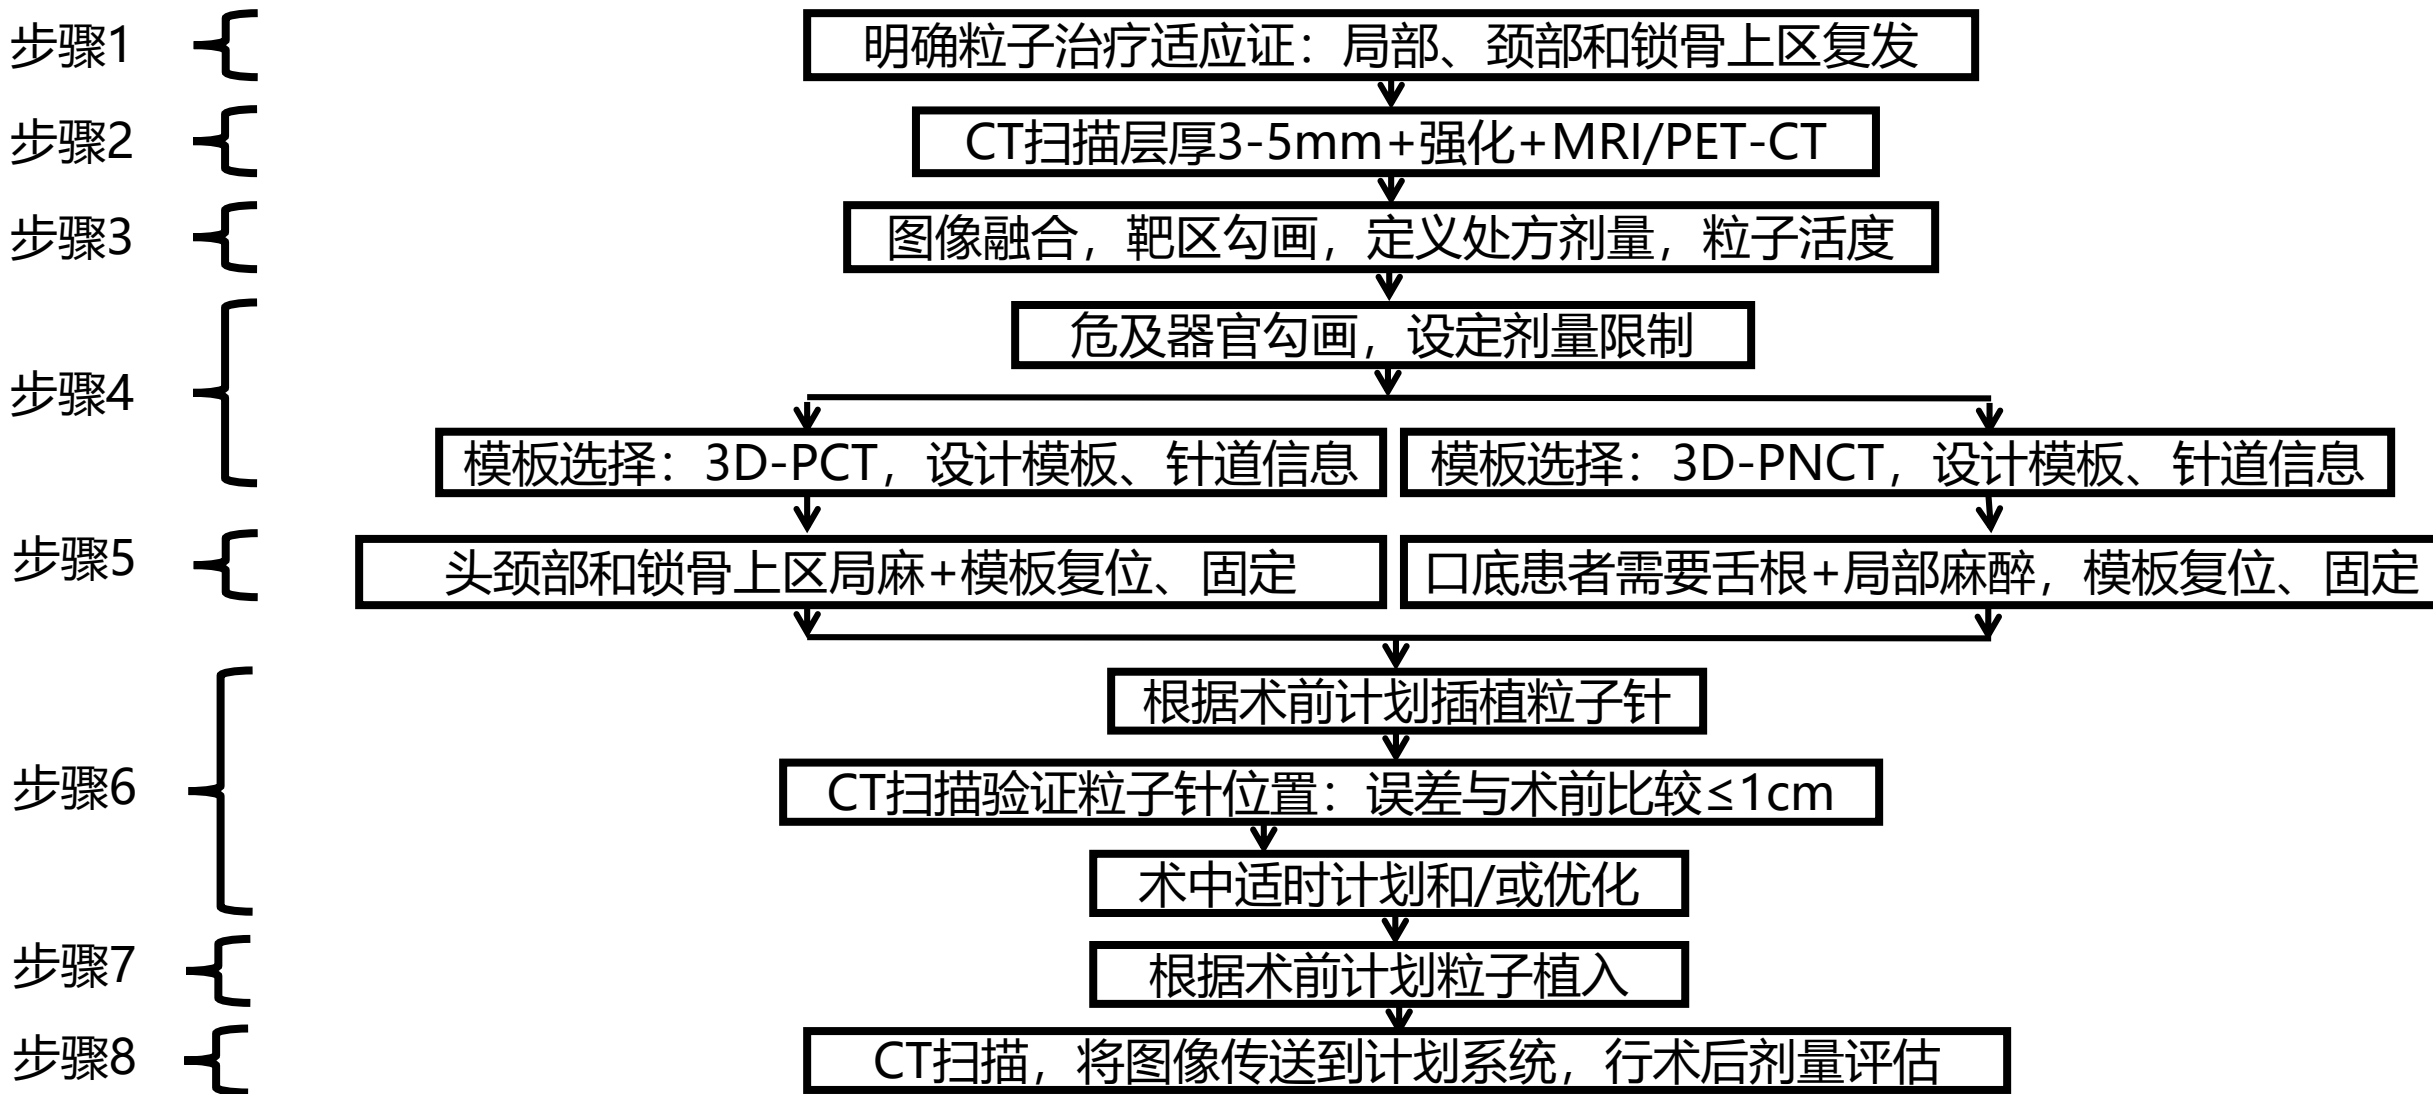 步骤1
明确粒子治疗适应证：局部、颈部和锁骨上区复发
步骤2
CT扫描层厚3-5mm+强化+MRI/PET-CT
步骤3
图像融合，靶区勾画，定义处方剂量，粒子活度
步骤4
危及器官勾画，设定剂量限制
模板选择：3D-PCT，设计模板、针道信息
模板选择：3D-PNCT，设计模板、针道信息
步骤5
头颈部和锁骨上区局麻+模板复位、固定
口底患者需要舌根+局部麻醉，模板复位、固定
步骤6
根据术前计划插植粒子针
CT扫描验证粒子针位置：误差与术前比较≤1cm
术中适时计划和/或优化
步骤7
根据术前计划粒子植入
步骤8
CT扫描，将图像传送到计划系统，行术后剂量评估